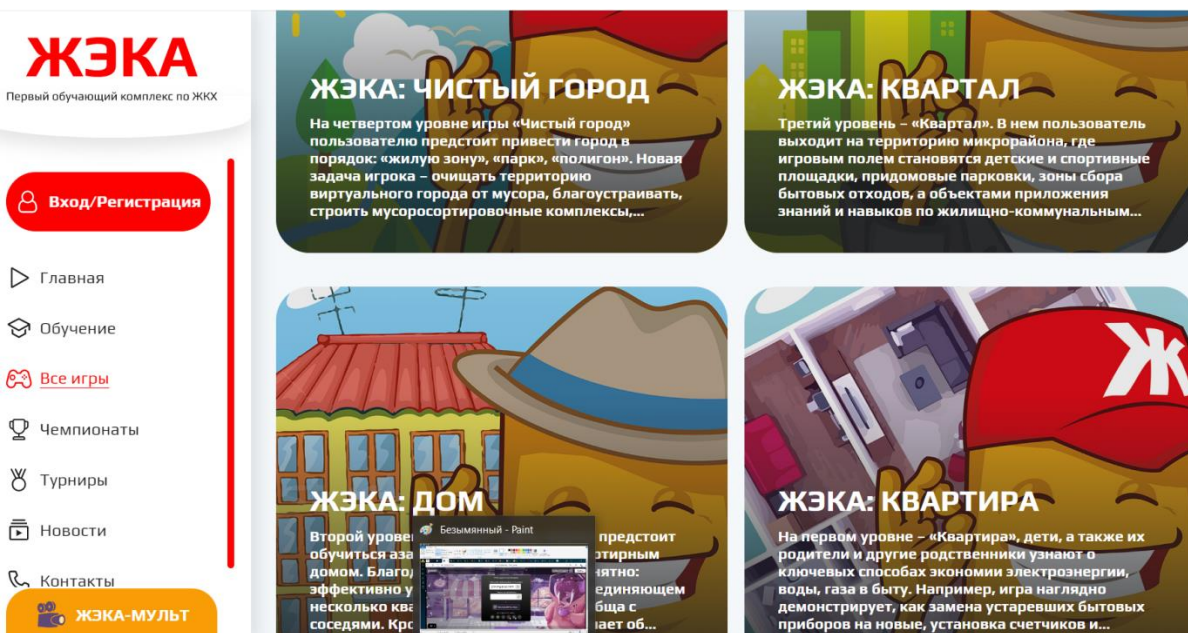 ЖЭКА
Первый обучающий комплекс по ЖКХ
Вход/Регистрация
Главная
Обучение
Все игры
Чемпионаты
Турниры
Новости
Контакты
ЖЭКА-МУЛЬТ
ЖЭКА: ЧИСТЫЙ ГОРОД
На четвертом уровне игры «Чистый город»
пользователю предстоит привести город в
порядок: «жилую зону», «парк», «полигон». Новая
задача игрока – очищать территорию
виртуального города от мусора, благоустраивать,
строить мусоросортировочные комплексы,...
ЖЭКА: КВАРТАЛ
Третий уровень – «Квартал». В нем пользователь
выходит на территорию микрорайона, где
игровым полем становятся детские и спортивные
площадки, придомовые парковки, зоны сбора
бытовых отходов, а объектами приложения
знаний и навыков по жилищно-коммунальным...
ЖЭКА: ДОМ
Второй предстоит
обучиться
домом.
эффективно
несколько
соседями. об...
Безымянный - Paint
ЖЭКА: КВАРТИРА
Ж
На первом уровне – «Квартира», дети, а также их
родители и другие родственники узнают о
ключевых способах экономии электроэнергии,
воды, газа в быту. Например, игра наглядно
демонстрирует, как замена устаревших бытовых
приборов на новые, установка счетчиков и...